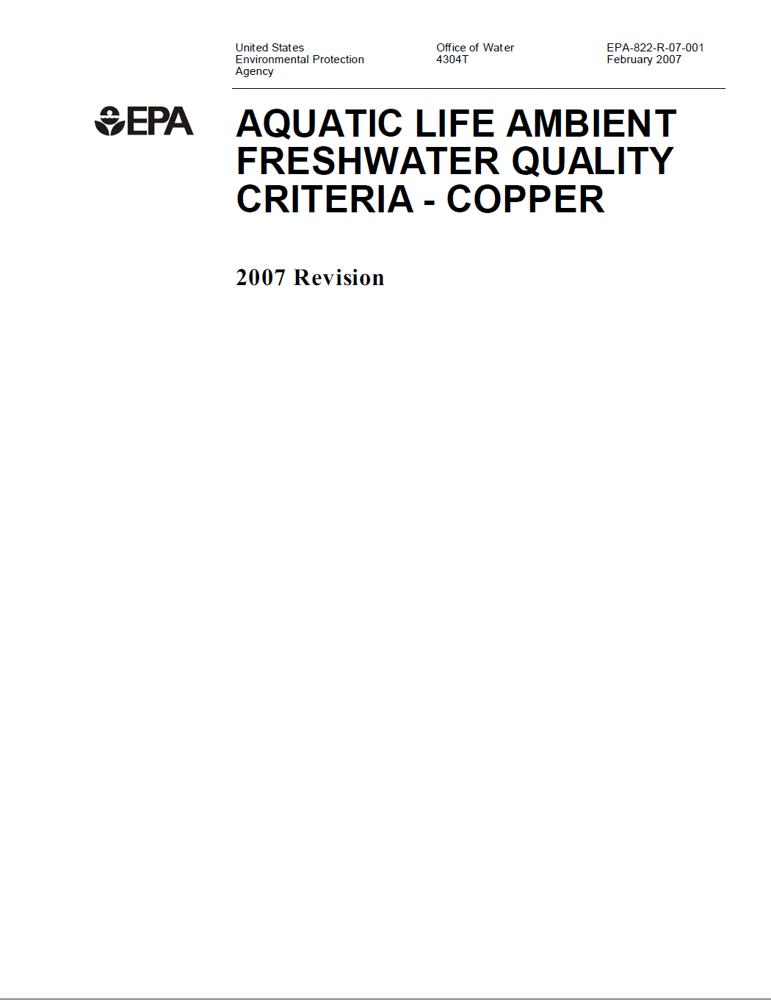 United States
Environmental Protection
Agency
Office of Water
4304T
EPA-822-R-07-001
February 2007
EPA
AQUATIC LIFE AMBIENT
FRESHWATER QUALITY
CRITERIA - COPPER
2007 Revision